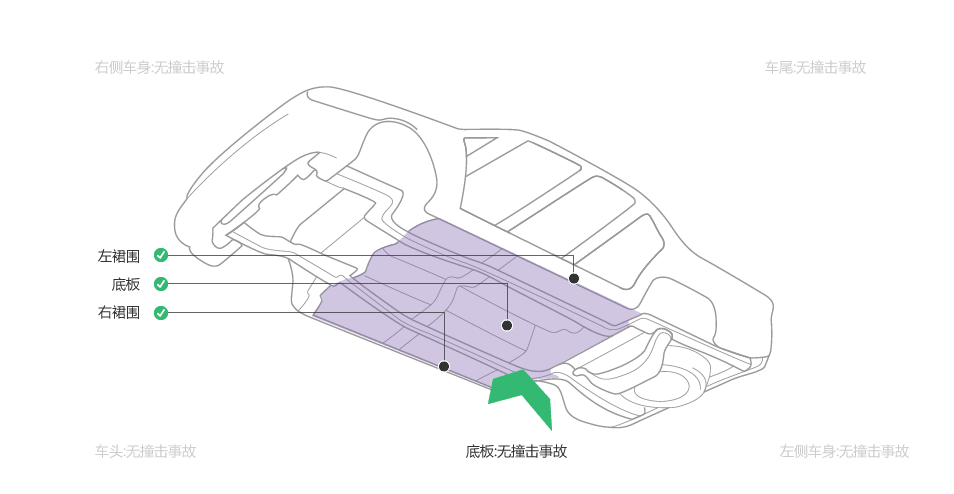 右侧车身:无撞击事故
车尾:无撞击事故
左裙围
底板
右裙围
车头:无撞击事故
底板:无撞击事故
左侧车身:无撞击事故